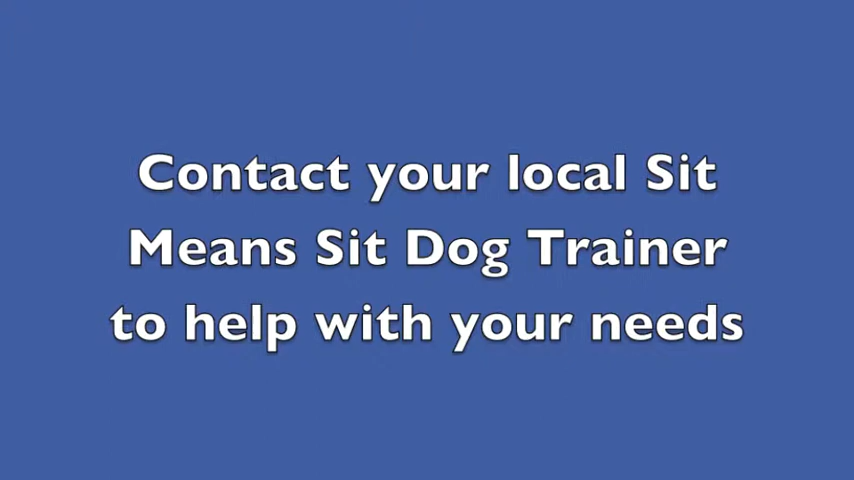 Contact your local Sit
Means Sit Dog Trainer
to help with your needs